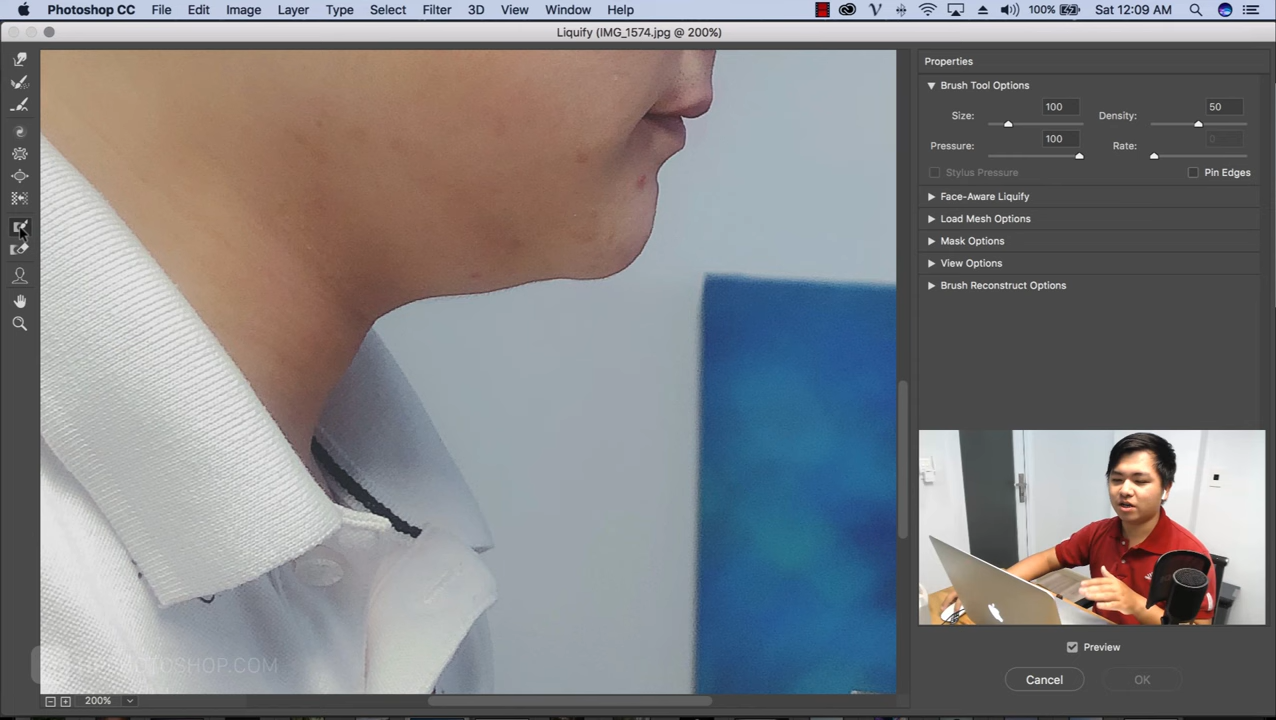 Photoshop CC File Edit Image Layer Type Select Filter 3D View Window Help 100% Sat 12:09 AM
Liquify (IMG_1574.jpg @ 200%)
Properties
Brush Tool Options
Size: 100 Density: 50
Pressure: 100 Rate: 0
Stylus Pressure Pin Edges
Face-Aware Liquify
Load Mesh Options
Mask Options
View Options
Brush Reconstruct Options
Preview
Cancel OK
200%